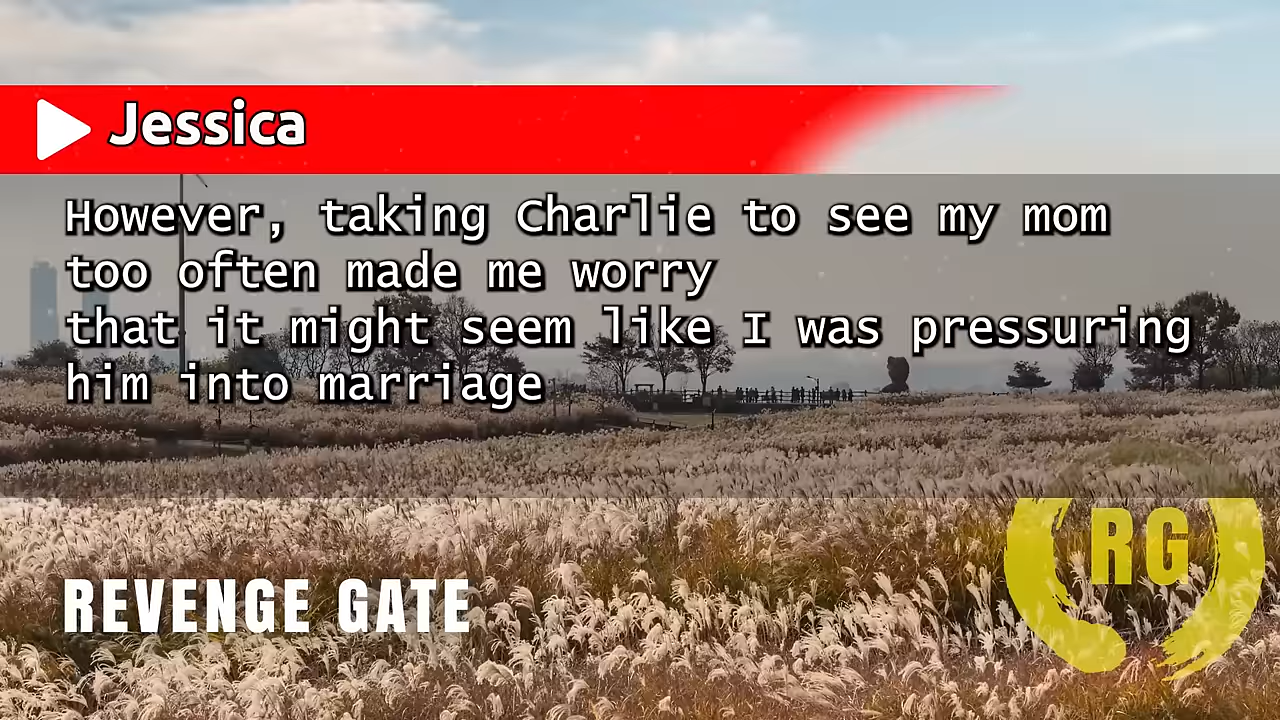 Jessica
However, taking Charlie to see my mom
too often made me worry
that it might seem like I was pressuring
him into marriage
RG
REVENGE GATE